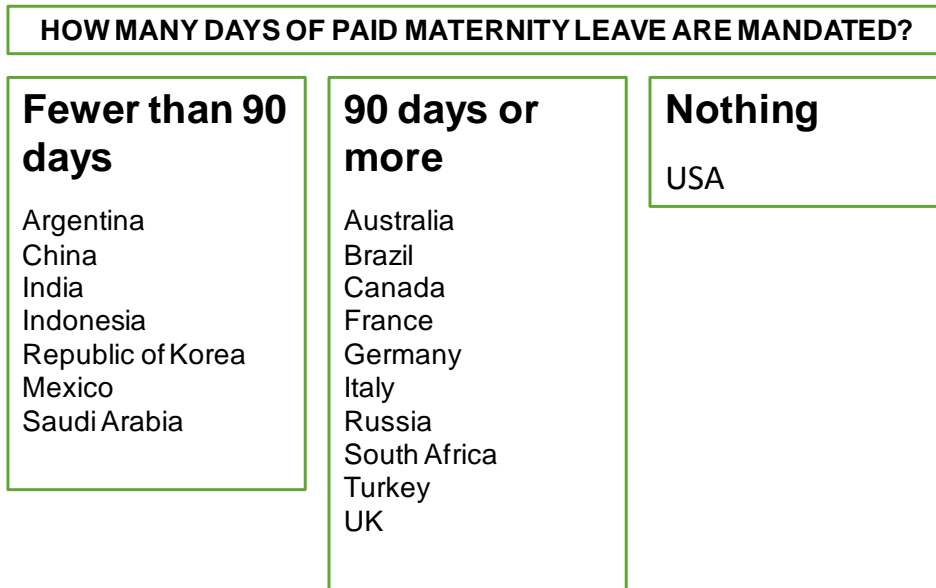 HOW MANY DAYS OF PAID MATERNITY LEAVE ARE MANDATED?
Fewer than 90
days
Argentina
China
India
Indonesia
Republic of Korea
Mexico
Saudi Arabia
90 days or
more
Australia
Brazil
Canada
France
Germany
Italy
Russia
South Africa
Turkey
UK
Nothing
USA